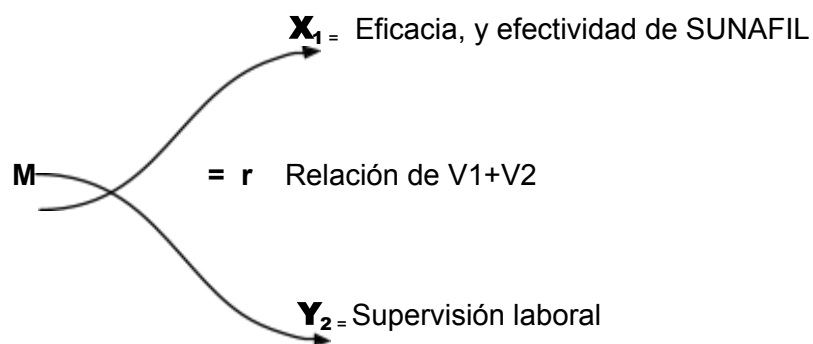 X₁ = Eficacia, y efectividad de SUNAFIL
M = r Relación de V1+V2
Y₂ = Supervisión laboral